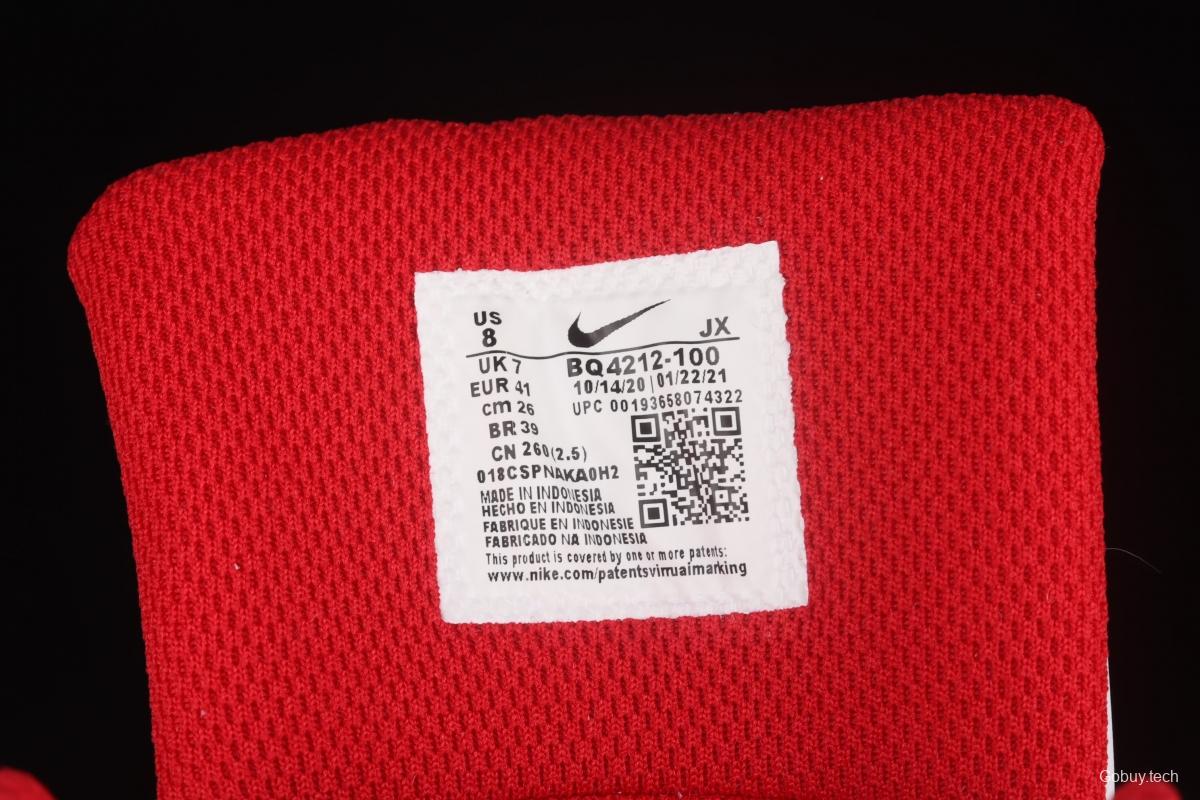 US
8
JX
UK 7
BQ4212-100
EUR 41
10/14/20 | 01/22/21
cm 26
UPC 00193658074322
BR 39
CN 260(2.5)
018CSPNAKA0H2
MADE IN INDONESIA
HECHO EN INDONESIA
FABRIQUE EN INDONESIE
FABRICADO NA INDONESIA
This product is covered by one or more patents:
www.nike.com/patentsvirruaimarking
Gobuy.tech